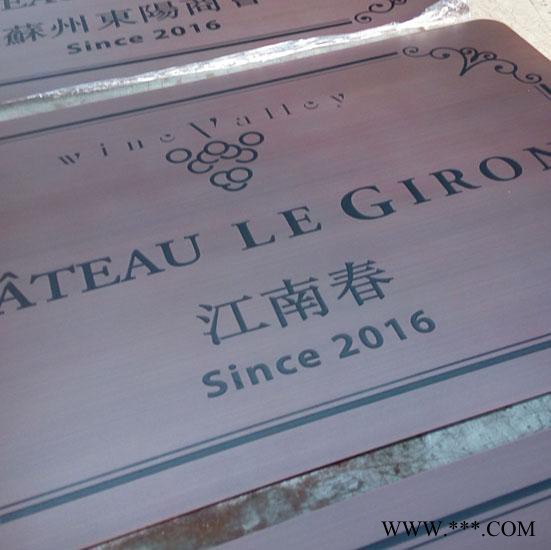 蘇州東陽商會
Since 2016
wine Valley
ÂTEAU LE GIRON
江南春
Since 2016
WWW.***.COM